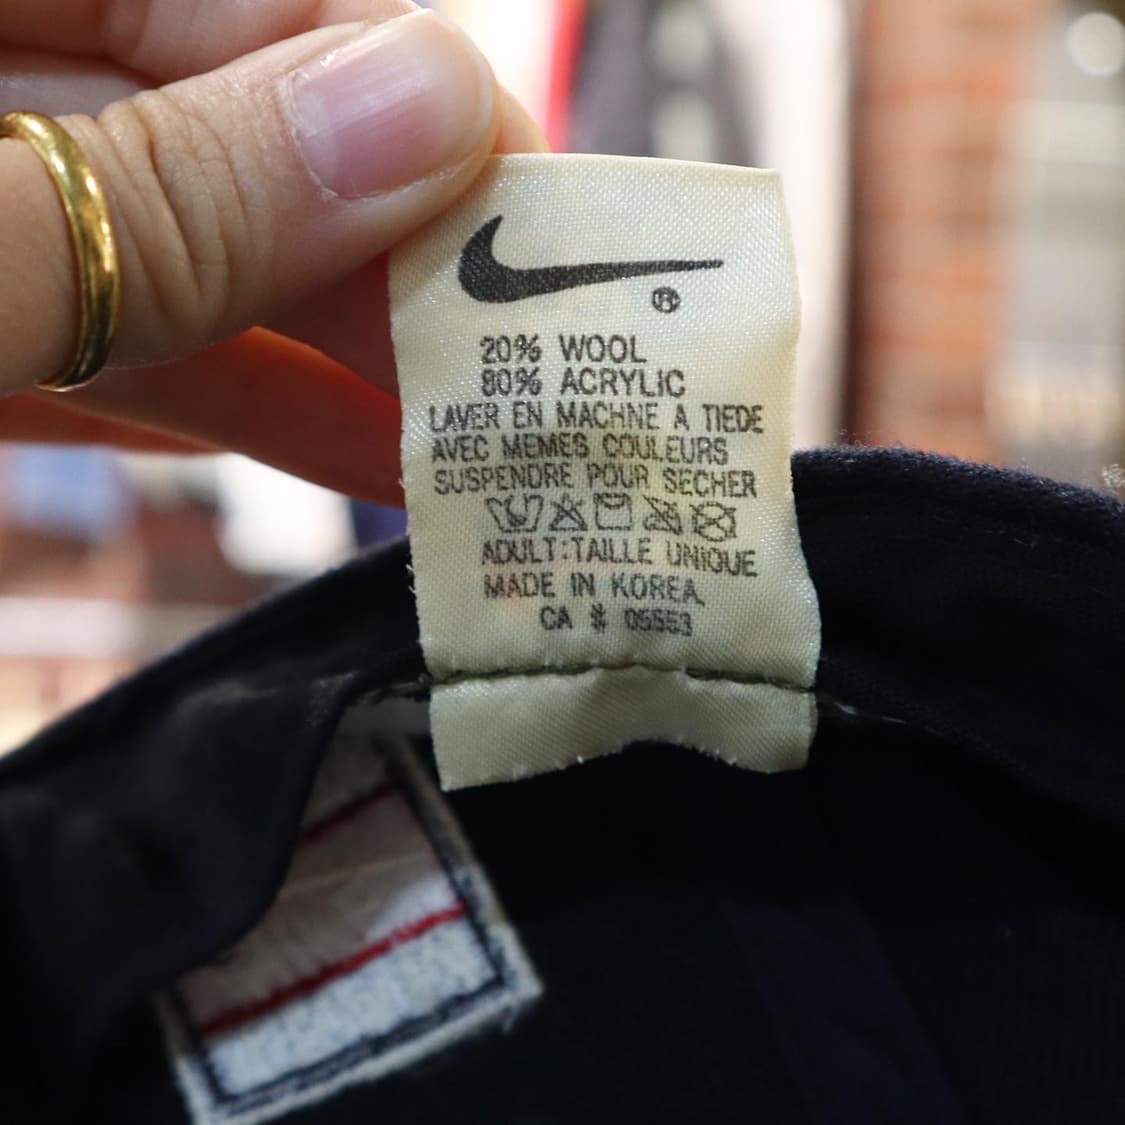 ®
20% WOOL
80% ACRYLIC
LAVER EN MACHNE A TIEDE
AVEC MEMES COULEURS
SUSPENDRE POUR SECHER
ADULT:TAILLE UNIQUE
MADE IN KOREA
CA # 05553